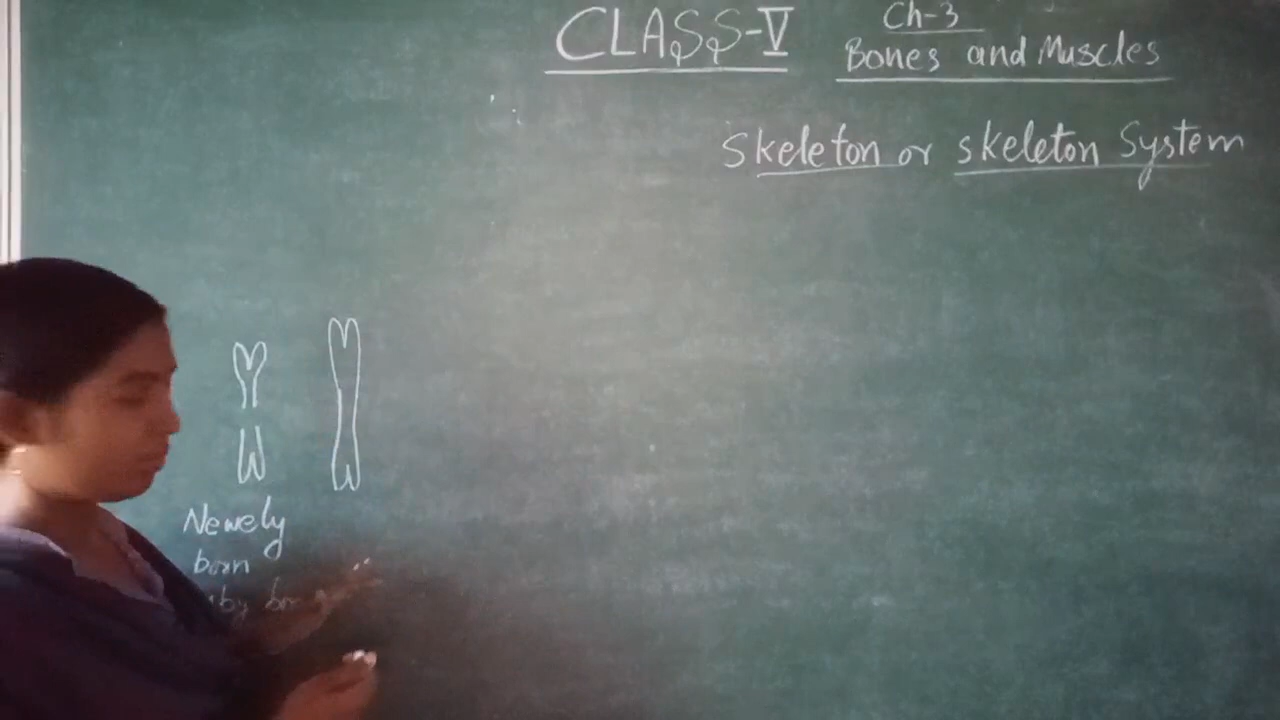 CLASS-V
Ch-3
Bones and Muscles
Skeleton or skeleton System
Newely
born